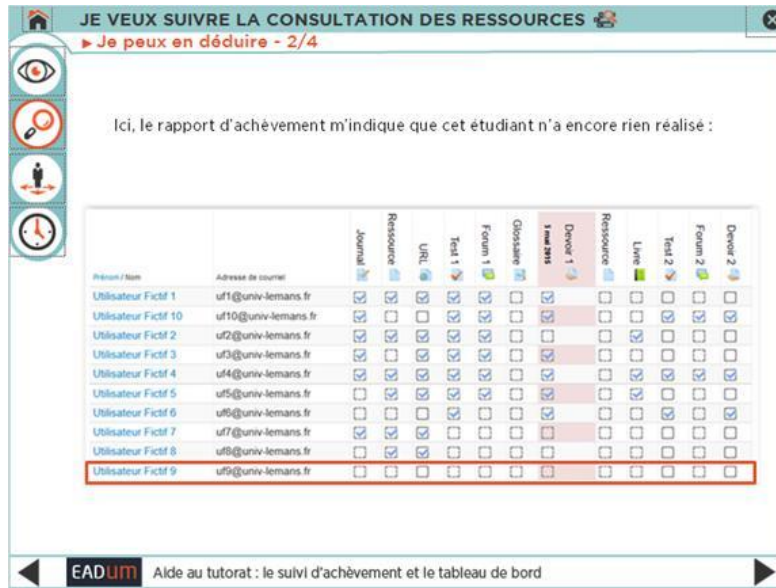 JE VEUX SUIVRE LA CONSULTATION DES RESSOURCES
Je peux en déduire - 2/4
Ici, le rapport d'achèvement m'indique que cet étudiant n'a encore rien réalisé :
Prénom / Nom Adresse de courriel Journal Ressource URL Test 1 Forum 1 Glossaire 3 mai 2015 Devoir 1 Ressource Livre Test 2 Forum 2 Devoir 2
Utilisateur Fictif 1 uf1@univ-lemans.fr
Utilisateur Fictif 10 uf10@univ-lemans.fr
Utilisateur Fictif 2 uf2@univ-lemans.fr
Utilisateur Fictif 3 uf3@univ-lemans.fr
Utilisateur Fictif 4 uf4@univ-lemans.fr
Utilisateur Fictif 5 uf5@univ-lemans.fr
Utilisateur Fictif 6 uf6@univ-lemans.fr
Utilisateur Fictif 7 uf7@univ-lemans.fr
Utilisateur Fictif 8 uf8@univ-lemans.fr
Utilisateur Fictif 9 uf9@univ-lemans.fr
EADUM Aide au tutorat : le suivi d'achèvement et le tableau de bord